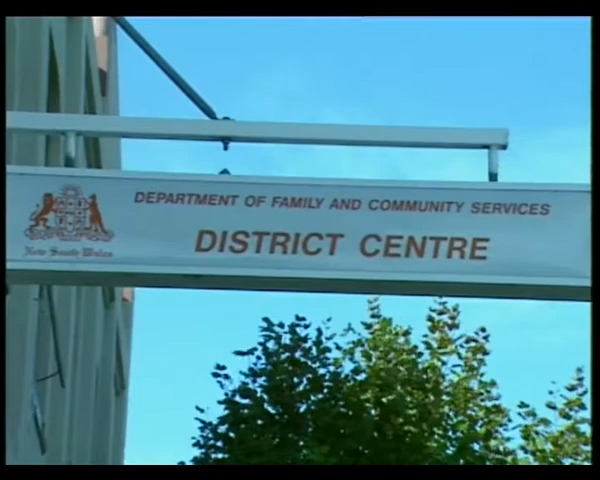 DEPARTMENT OF FAMILY AND COMMUNITY SERVICES
DISTRICT CENTRE
New South Wales